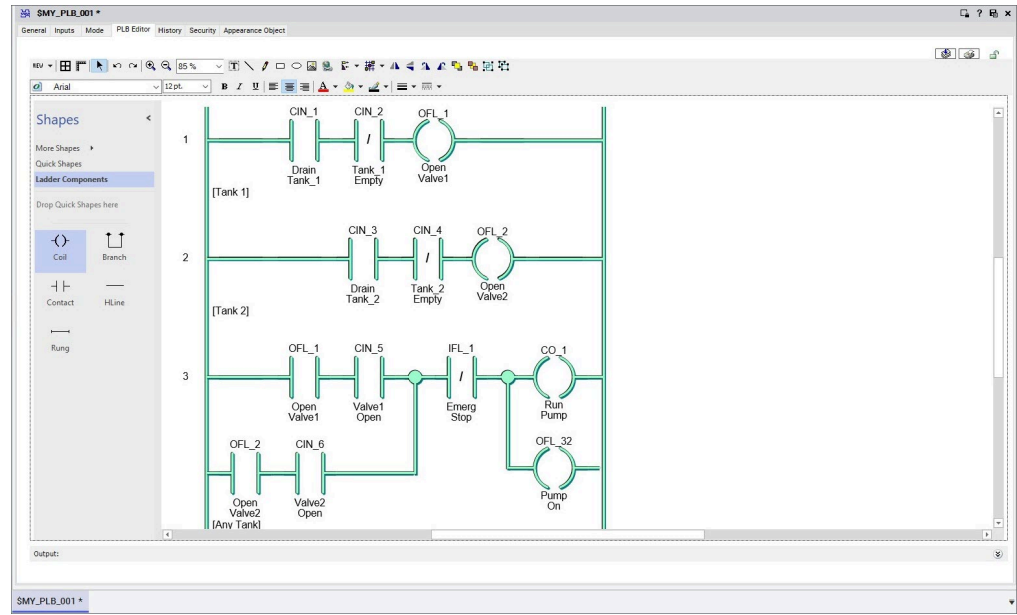 $MY_PLB_001 *
General Inputs Mode PLB Editor History Security Appearance Object
REV 85 % T
Arial 12 pt. B I U A
Shapes
More Shapes
Quick Shapes
Ladder Components
Drop Quick Shapes here
Coil Branch
Contact HLine
Rung
CIN_1 CIN_2 OFL_1
1 /
Drain Tank_1 Open
Tank_1 Empty Valve1
[Tank 1]
CIN_3 CIN_4 OFL_2
2 /
Drain Tank_2 Open
Tank_2 Empty Valve2
[Tank 2]
OFL_1 CIN_5 IFL_1 CO_1
3 /
Open Valve1 Emerg Run
Valve1 Open Stop Pump
OFL_2 CIN_6 OFL_32
Open Valve2 Pump
Valve2 Open On
[Any Tank]
Output:
$MY_PLB_001 *